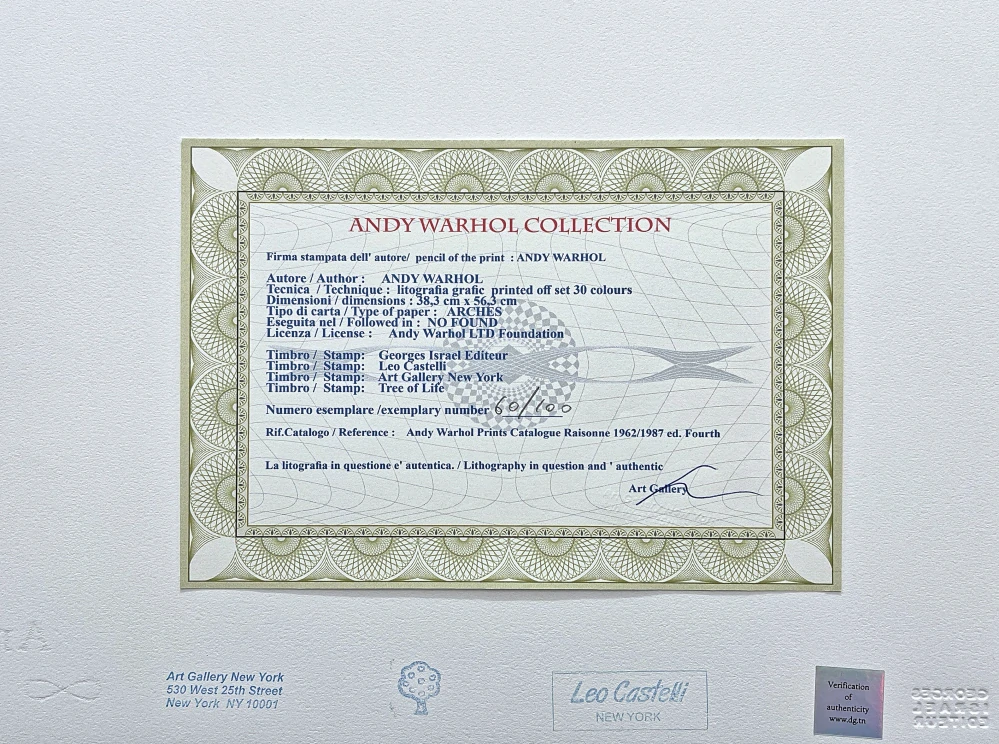 ANDY WARHOL COLLECTION
Firma stampata dell' autore/ pencil of the print : ANDY WARHOL
Autore / Author : ANDY WARHOL
Tecnica / Technique : litografia grafic printed off set 30 colours
Dimensioni / dimensions : 38,3 cm x 56,3 cm
Tipo di carta / Type of paper : ARCHES
Eseguita nel / Followed in : NO FOUND
Licenza / License : Andy Warhol LTD Foundation
Timbro / Stamp: Georges Israel Editeur
Timbro / Stamp: Leo Castelli
Timbro / Stamp: Art Gallery New York
Timbro / Stamp: Tree of Life
Numero esemplare /exemplary number 60/100
Rif.Catalogo / Reference : Andy Warhol Prints Catalogue Raisonne 1962/1987 ed. Fourth
La litografia in questione e' autentica. / Lithography in question and ' authentic
Art Gallery
Art Gallery New York
530 West 25th Street
New York NY 10001
Leo Castelli
NEW YORK
Verification
of
authenticity
www.dg.tn
GEORGES
ISRAEL
EDITEUR